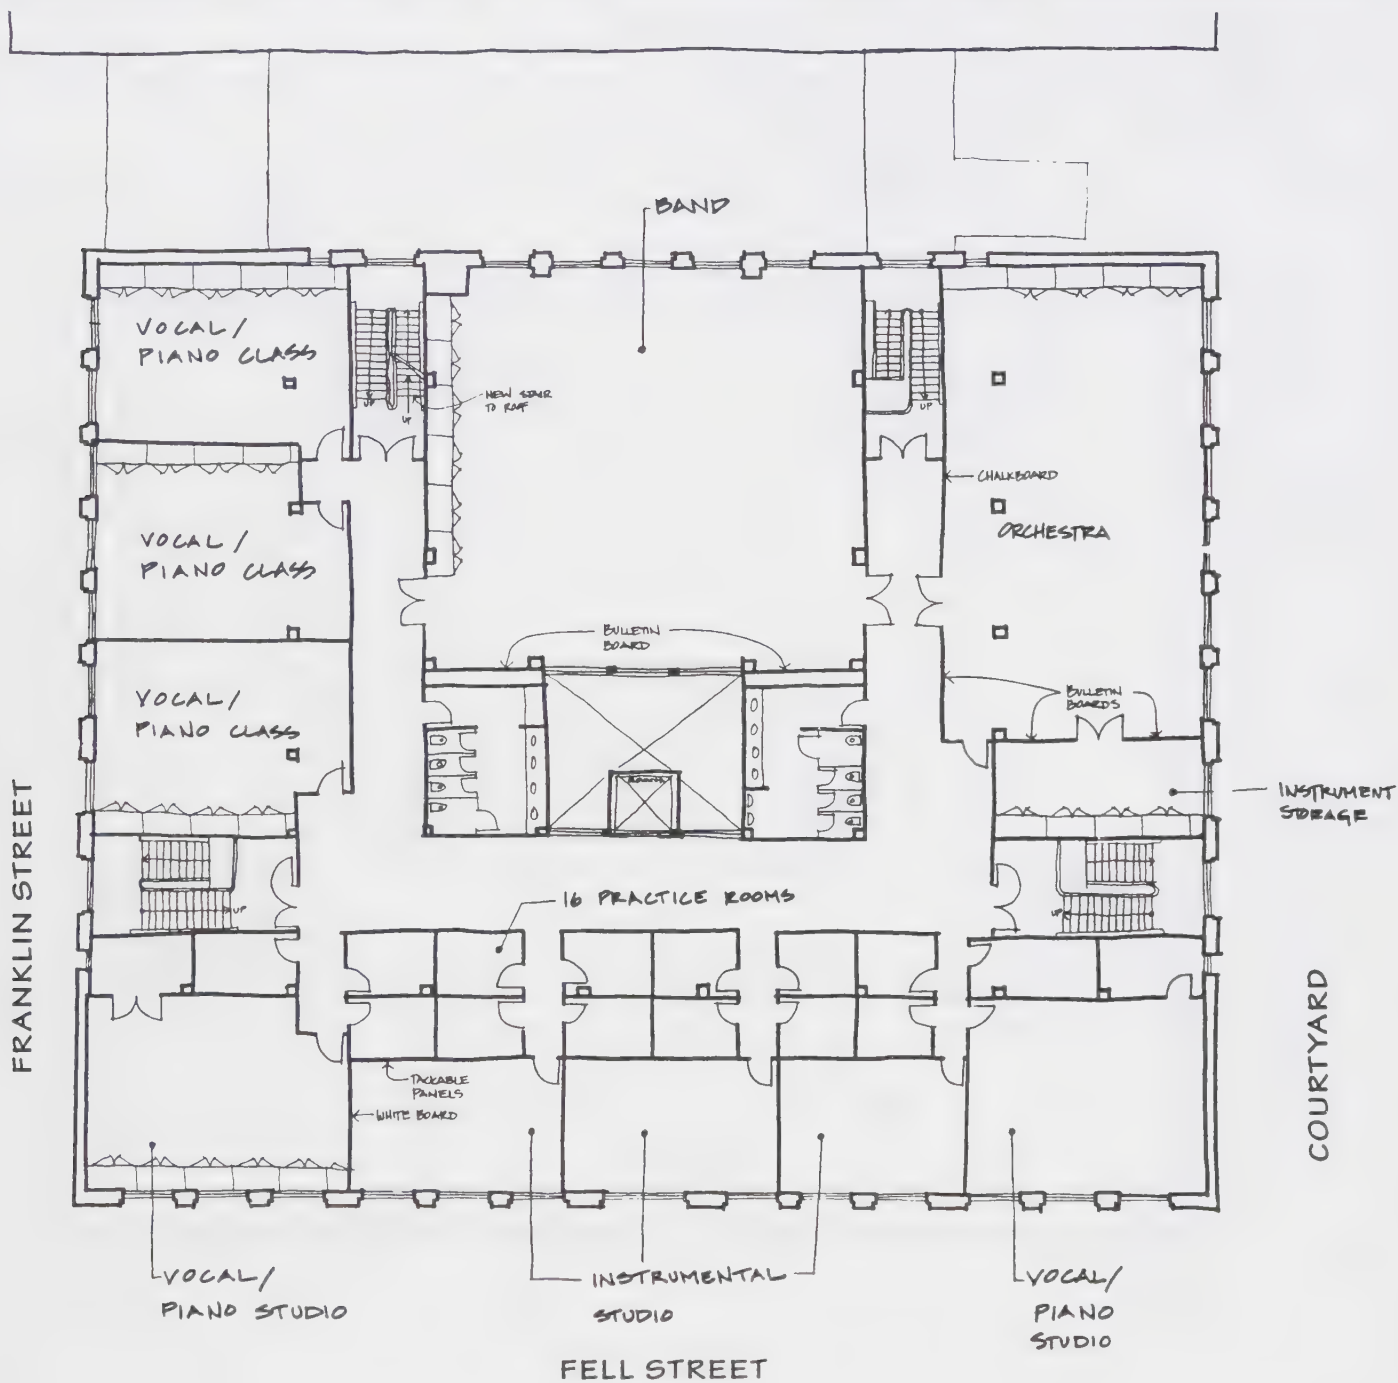 BAND
VOCAL/
PIANO CLASS
NEW STAIR
TO ROOF
UP
UP
UP
CHALKBOARD
ORCHESTRA
VOCAL/
PIANO CLASS
BULLETIN
BOARD
VOCAL/
PIANO CLASS
BULLETIN
BOARDS
INSTRUMENT
STORAGE
FRANKLIN STREET
UP
16 PRACTICE ROOMS
UP
COURTYARD
TACKABLE
PANELS
WHITE BOARD
VOCAL/
PIANO STUDIO
INSTRUMENTAL
STUDIO
VOCAL/
PIANO
STUDIO
FELL STREET